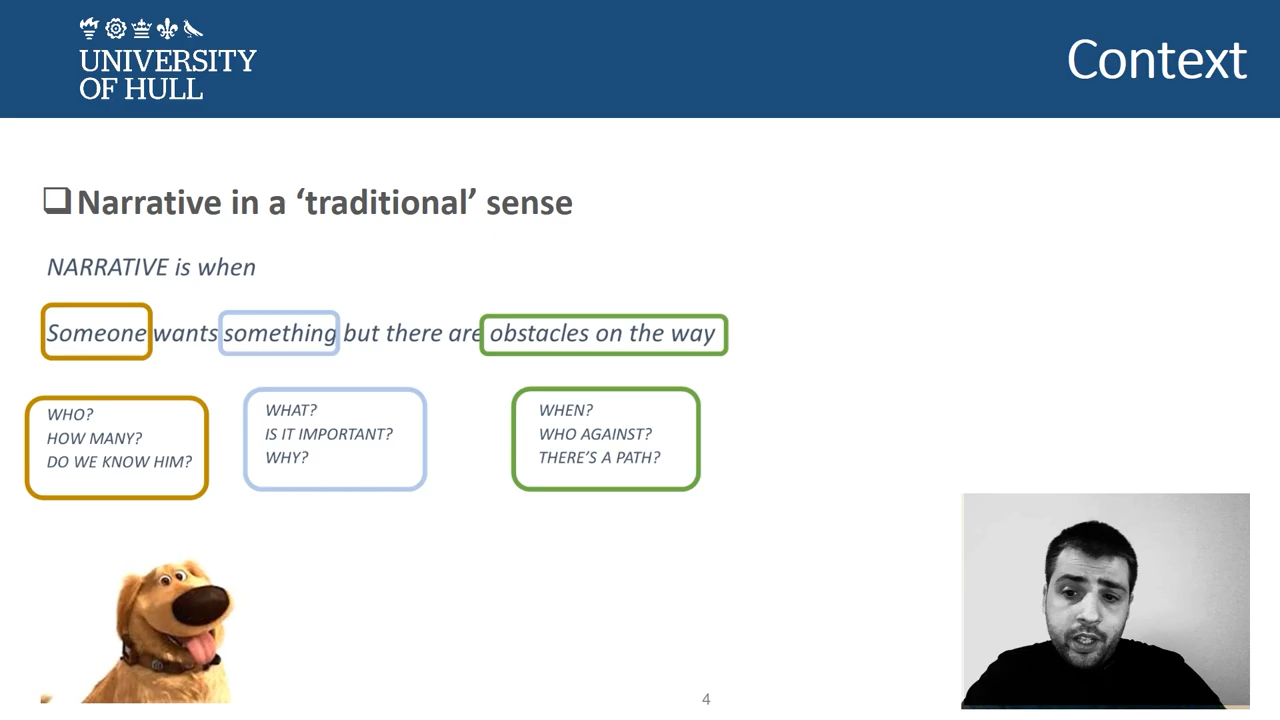 UNIVERSITY
OF HULL
Context
Narrative in a ‘traditional’ sense
NARRATIVE is when
Someone wants something but there are obstacles on the way
WHO?
HOW MANY?
DO WE KNOW HIM?
WHAT?
IS IT IMPORTANT?
WHY?
WHEN?
WHO AGAINST?
THERE’S A PATH?
4